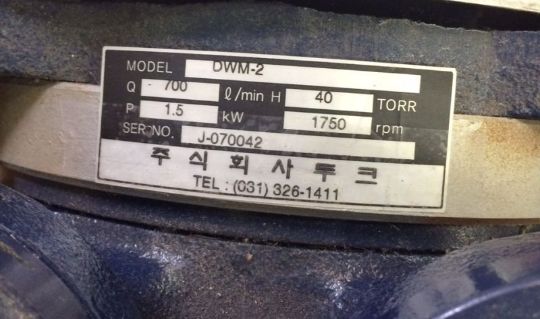 MODEL DWM-2
Q 700 ℓ/min H 40 TORR
P 1.5 kW 1750 rpm
SER.NO. J-070042
주식회사두크
TEL : (031) 326-1411